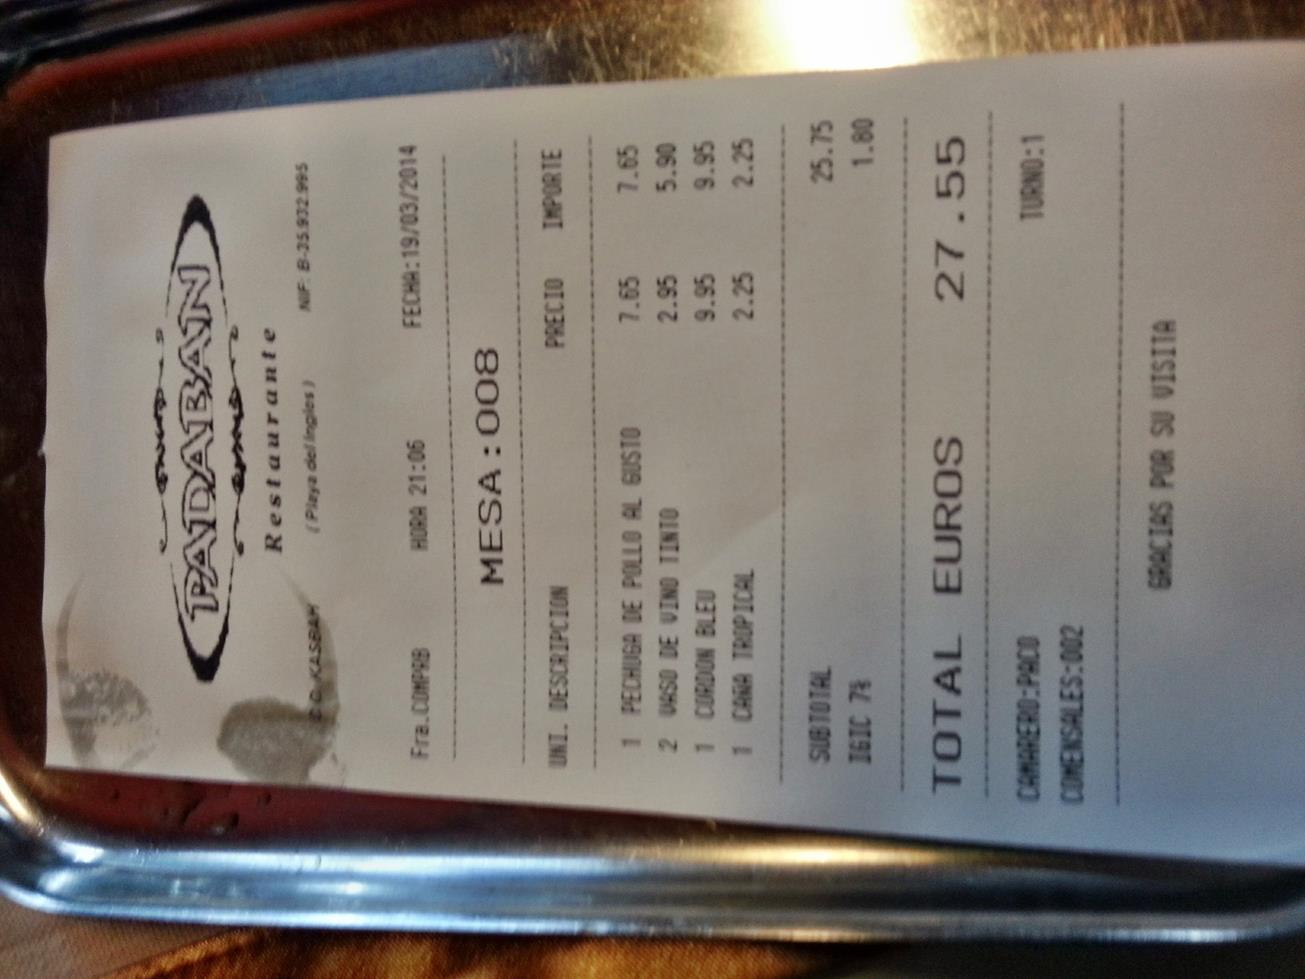 PADABAN
Restaurante
C.C. KASBAH (Playa del Ingles) NIF: B-35.932.995
Fra.COMPRB HORA 21:06 FECHA:19/03/2014
MESA:008
UNI. DESCRIPCION PRECIO IMPORTE
1 PECHUGA DE POLLO AL GUSTO 7.65 7.65
2 VASO DE VINO TINTO 2.95 5.90
1 CORDON BLEU 9.95 9.95
1 CAÑA TROPICAL 2.25 2.25
SUBTOTAL 25.75
IGIC 7% 1.80
TOTAL EUROS 27.55
CAMARERO:PACO TURNO:1
COMENSALES:002
GRACIAS POR SU VISITA